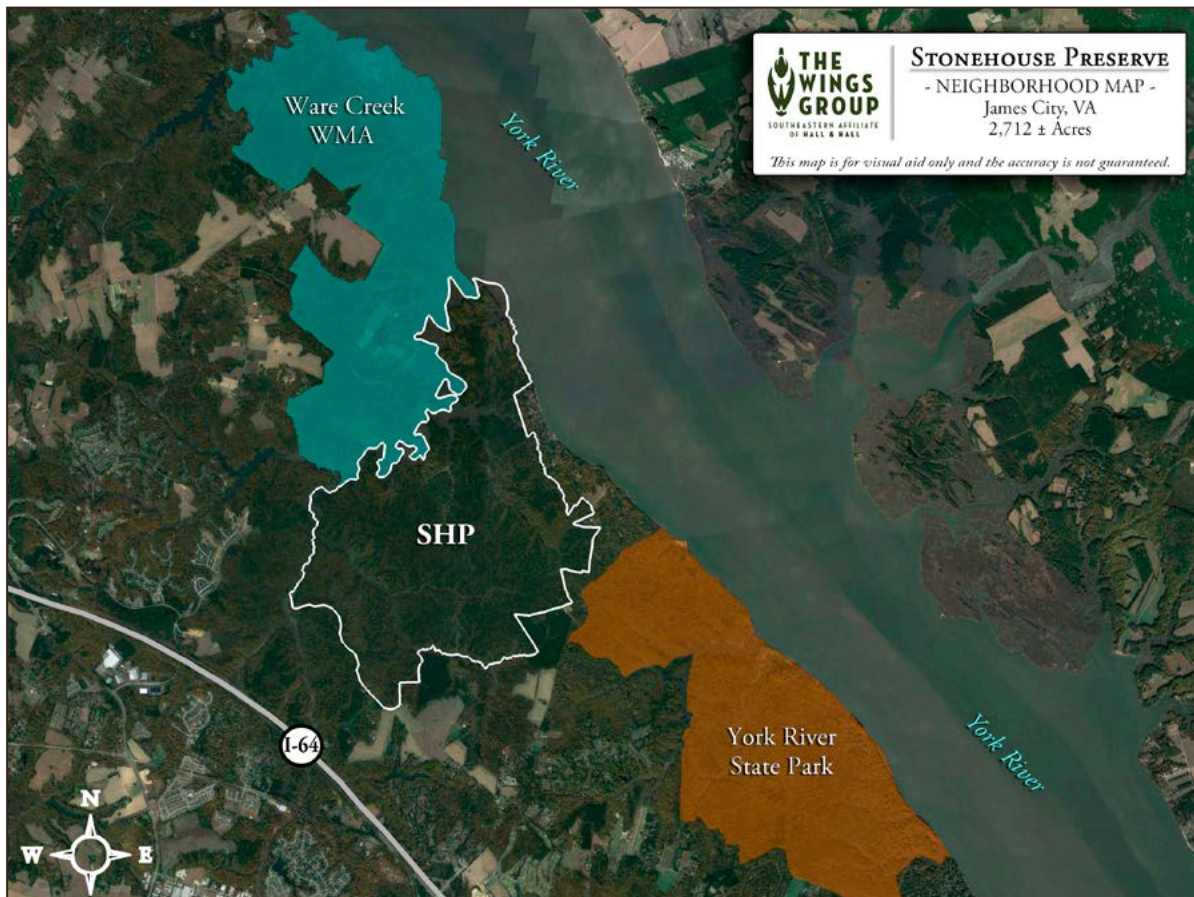 THE
WINGS
GROUP
SOUTHEASTERN AFFILIATE
OF HALL & HALL
STONEHOUSE PRESERVE
- NEIGHBORHOOD MAP -
James City, VA
2,712 ± Acres
This map is for visual aid only and the accuracy is not guaranteed.
Ware Creek
WMA
York River
SHP
York River
State Park
York River
I-64
N
W
E
S